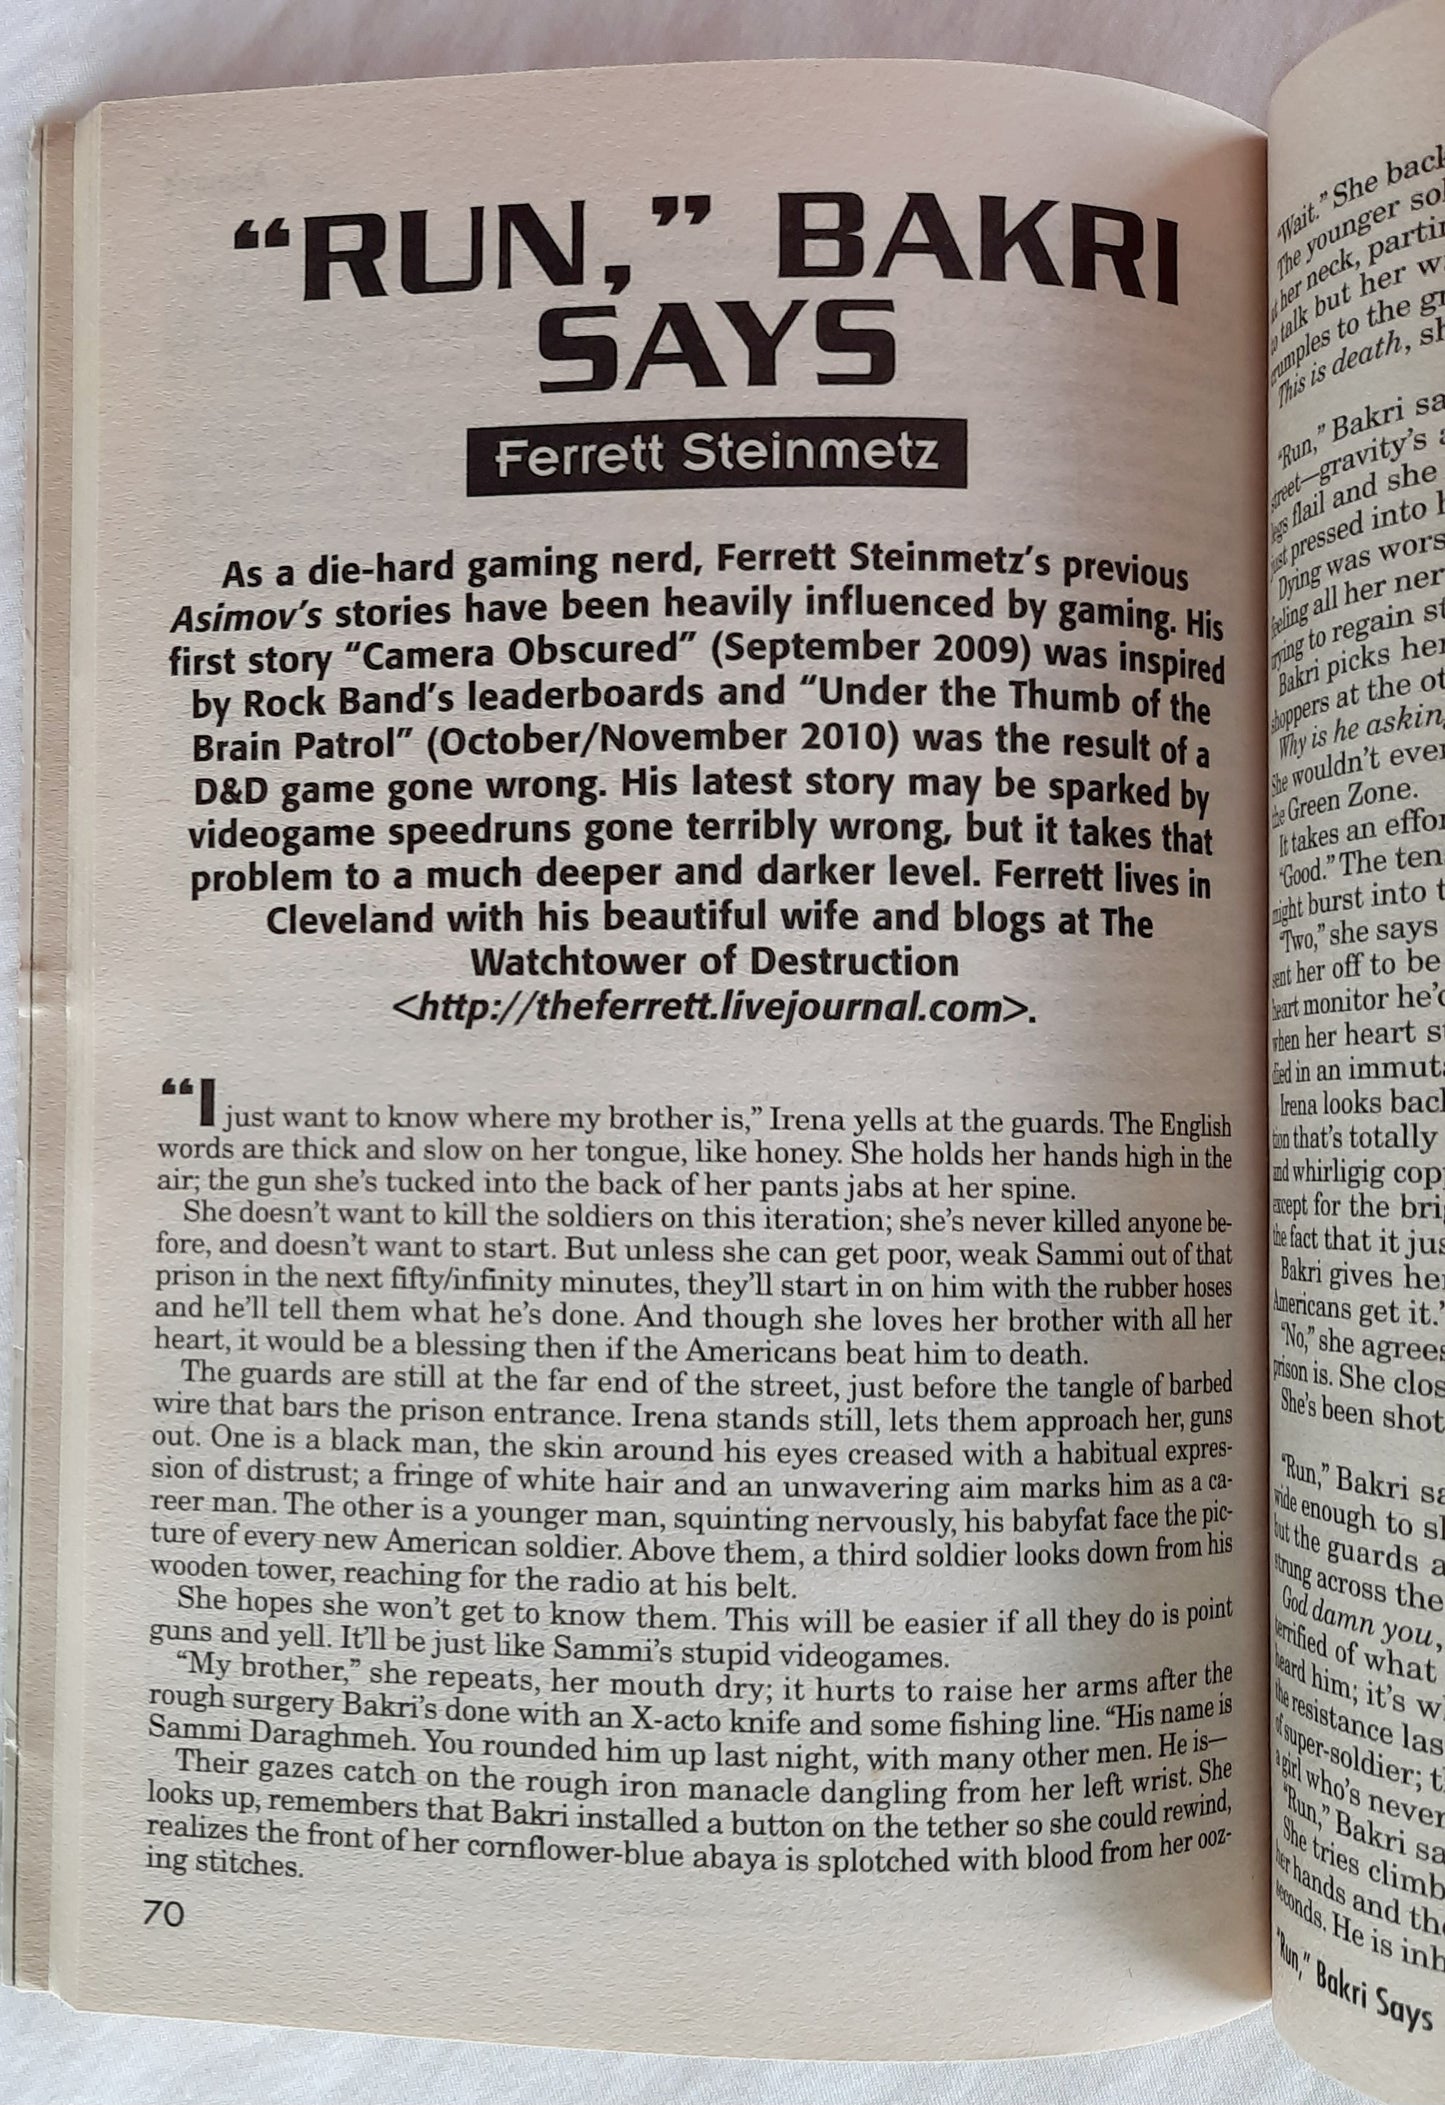 “RUN,” BAKRI
SAYS
Ferrett Steinmetz
As a die-hard gaming nerd, Ferrett Steinmetz’s previous
Asimov’s stories have been heavily influenced by gaming. His
first story “Camera Obscured” (September 2009) was inspired
by Rock Band’s leaderboards and “Under the Thumb of the
Brain Patrol” (October/November 2010) was the result of a
D&D game gone wrong. His latest story may be sparked by
videogame speedruns gone terribly wrong, but it takes that
problem to a much deeper and darker level. Ferrett lives in
Cleveland with his beautiful wife and blogs at The
Watchtower of Destruction
<http://theferrett.livejournal.com>.
“I just want to know where my brother is,” Irena yells at the guards. The English
words are thick and slow on her tongue, like honey. She holds her hands high in the
air; the gun she’s tucked into the back of her pants jabs at her spine.
She doesn’t want to kill the soldiers on this iteration; she’s never killed anyone be-
fore, and doesn’t want to start. But unless she can get poor, weak Sammi out of that
prison in the next fifty/infinity minutes, they’ll start in on him with the rubber hoses
and he’ll tell them what he’s done. And though she loves her brother with all her
heart, it would be a blessing then if the Americans beat him to death.
The guards are still at the far end of the street, just before the tangle of barbed
wire that bars the prison entrance. Irena stands still, lets them approach her, guns
out. One is a black man, the skin around his eyes creased with a habitual expres-
sion of distrust; a fringe of white hair and an unwavering aim marks him as a ca-
reer man. The other is a younger man, squinting nervously, his babyfat face the pic-
ture of every new American soldier. Above them, a third soldier looks down from his
wooden tower, reaching for the radio at his belt.
She hopes she won’t get to know them. This will be easier if all they do is point
guns and yell. It’ll be just like Sammi’s stupid videogames.
“My brother,” she repeats, her mouth dry; it hurts to raise her arms after the
rough surgery Bakri’s done with an X-acto knife and some fishing line. “His name is
Sammi Daraghmeh. You rounded him up last night, with many other men. He is—
Their gazes catch on the rough iron manacle dangling from her left wrist. She
looks up, remembers that Bakri installed a button on the tether so she could rewind,
realizes the front of her cornflower-blue abaya is splotched with blood from her ooz-
ing stitches.
70
“Wait.” She
The younger
her neck,
talk but her
to the
This is death,
“Run,” Bakri
gravity’s
flail and she
pressed into
Dying was
all her
to regain
Bakri picks her
at the
Why is he
She wouldn’t
the Green Zone.
It takes an
“Good.” The
might burst into
“Two,” she says
sent her off to be
heart monitor
when her heart
died in an
Irena looks
that’s totally
and whirligig
except for the
the fact that it
Bakri gives
Americans get it.”
“No,” she
prison is. She
She’s been shot
“Run,” Bakri
wide enough to
but the guards
strung across the
God damn you,
terrified of what
heard him; it’s
the resistance
of super-soldier;
a girl who’s never
“Run,” Bakri
She tries
her hands and
seconds. He is
“Run,” Bakri Says